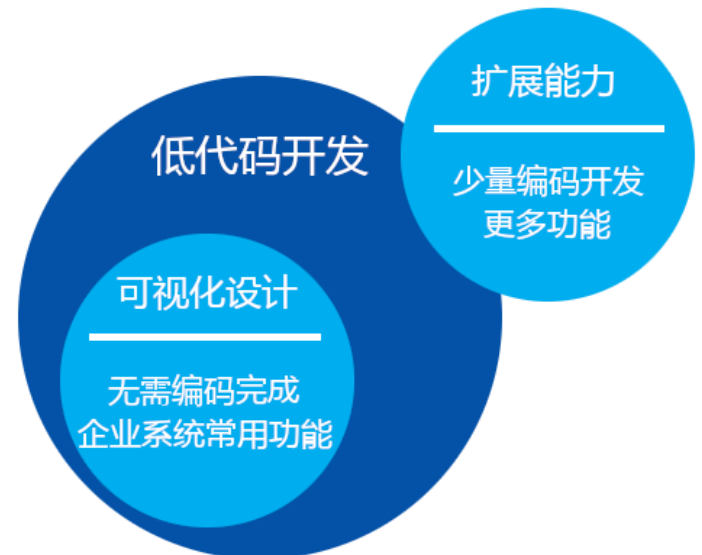 扩展能力
少量编码开发
更多功能
低代码开发
可视化设计
无需编码完成
企业系统常用功能